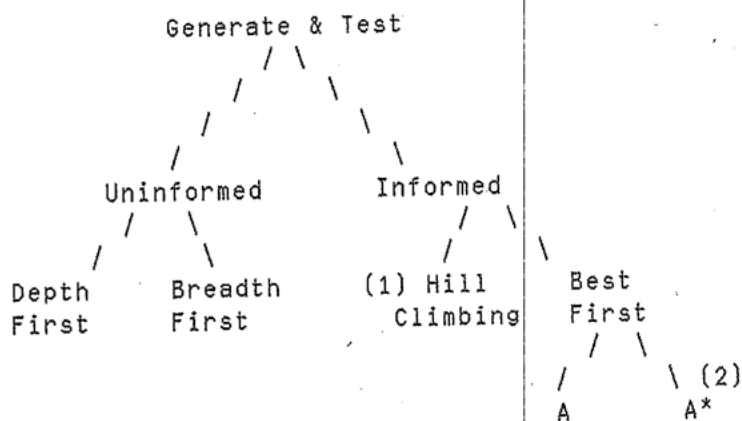 Generate & Test
Uninformed Informed
Depth Breadth (1) Hill Best
First First Climbing First
(2)
A A*